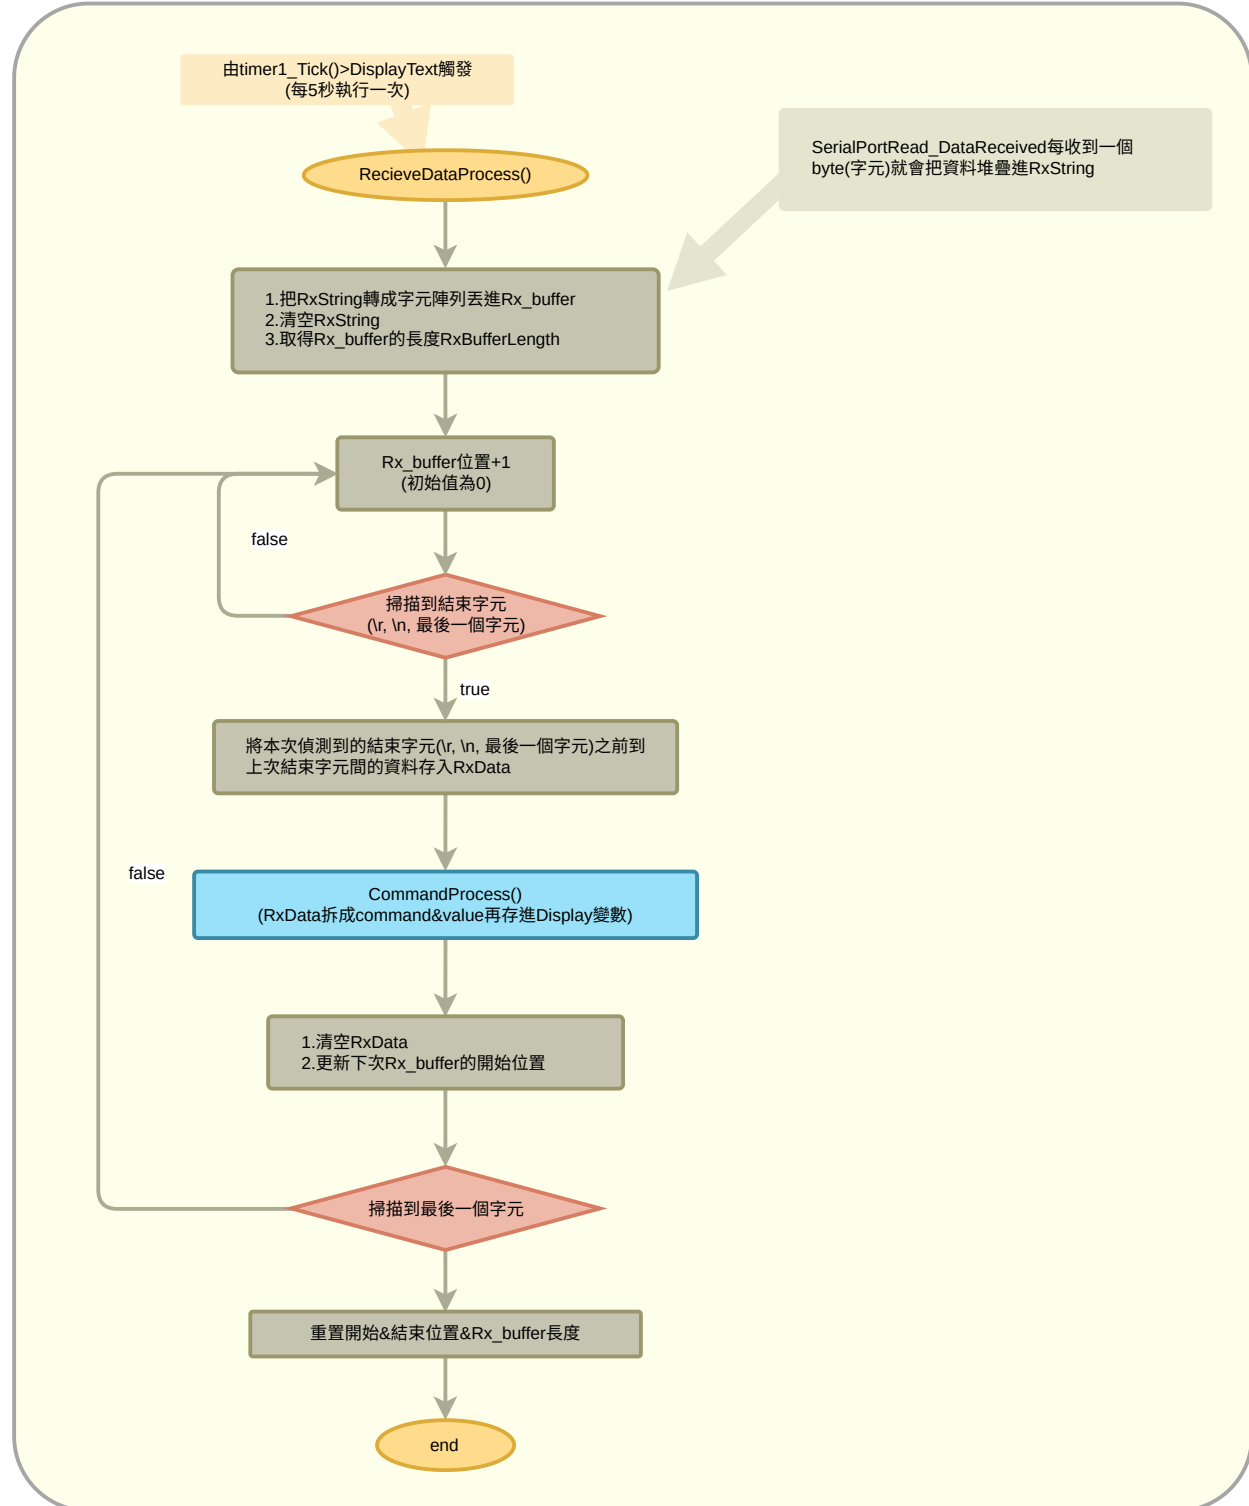 由timer1_Tick()>DisplayText觸發
(每5秒執行一次)
SerialPortRead_DataReceived每收到一個
byte(字元)就會把資料堆疊進RxString
RecieveDataProcess()
1.把RxString轉成字元陣列丟進Rx_buffer
2.清空RxString
3.取得Rx_buffer的長度RxBufferLength
Rx_buffer位置+1
(初始值為0)
false
掃描到結束字元
(\r, \n, 最後一個字元)
true
將本次偵測到的結束字元(\r, \n, 最後一個字元)之前到
上次結束字元間的資料存入RxData
false
CommandProcess()
(RxData拆成command&value再存進Display變數)
1.清空RxData
2.更新下次Rx_buffer的開始位置
掃描到最後一個字元
重置開始&結束位置&Rx_buffer長度
end